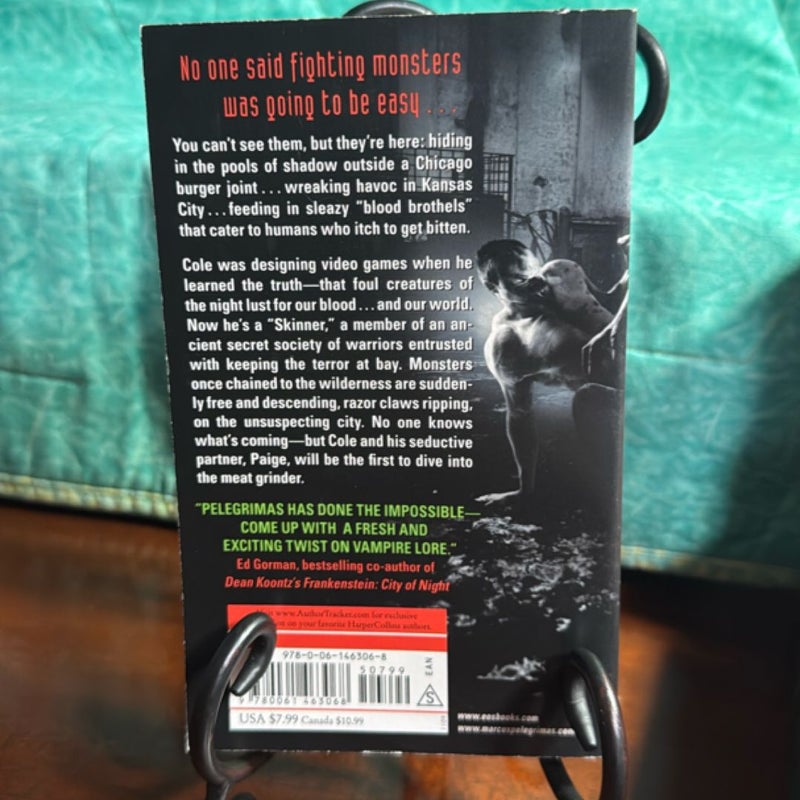 No one said fighting monsters
was going to be easy . . .
You can't see them, but they're here: hiding
in the pools of shadow outside a Chicago
burger joint . . . wreaking havoc in Kansas
City . . . feeding in sleazy "blood brothels"
that cater to humans who itch to get bitten.
Cole was designing video games when he
learned the truth—that foul creatures of
the night lust for our blood . . . and our world.
Now he's a "Skinner," a member of an an-
cient secret society of warriors entrusted
with keeping the terror at bay. Monsters
once chained to the wilderness are sudden-
ly free and descending, razor claws ripping,
on the unsuspecting city. No one knows
what's coming—but Cole and his seductive
partner, Paige, will be the first to dive into
the meat grinder.
"PELEGRIMAS HAS DONE THE IMPOSSIBLE—
COME UP WITH A FRESH AND
EXCITING TWIST ON VAMPIRE LORE."
Ed Gorman, bestselling co-author of
Dean Koontz's Frankenstein: City of Night
www.AuthorTracker.com for exclusive
on your favorite HarperCollins authors.
978-0-06-146306-8
50799
EAN
9 780061 463068
S
USA $7.99 Canada $10.99
www.eosbooks.com
www.marcuspelegrimas.com